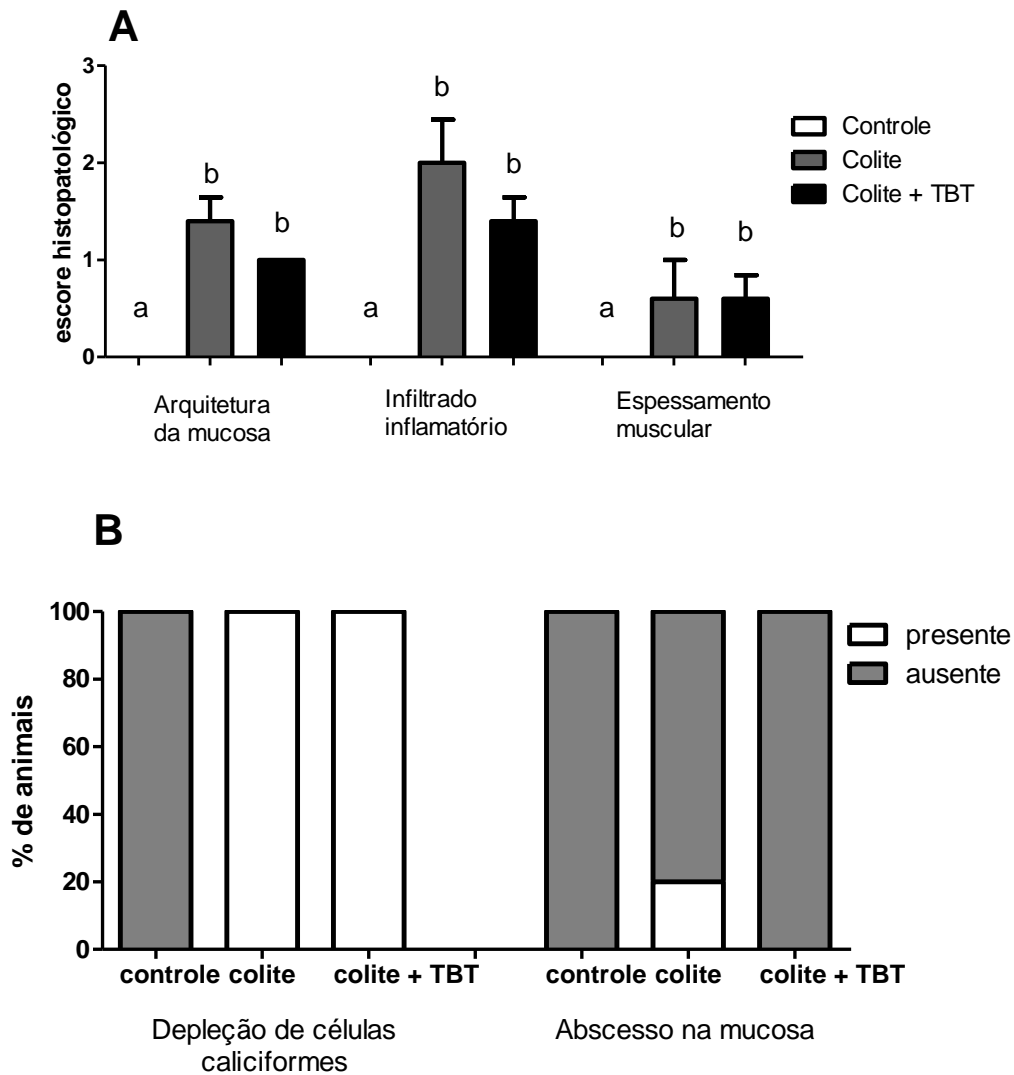 A
escore histopatológico
3
2
1
0
b
b
b
b
b
b
a
a
a
Controle
Colite
Colite + TBT
Arquitetura
da mucosa
Infiltrado
inflamatório
Espessamento
muscular
B
% de animais
100
80
60
40
20
0
presente
ausente
controle colite colite + TBT
controle colite colite + TBT
Depleção de células
caliciformes
Abscesso na mucosa